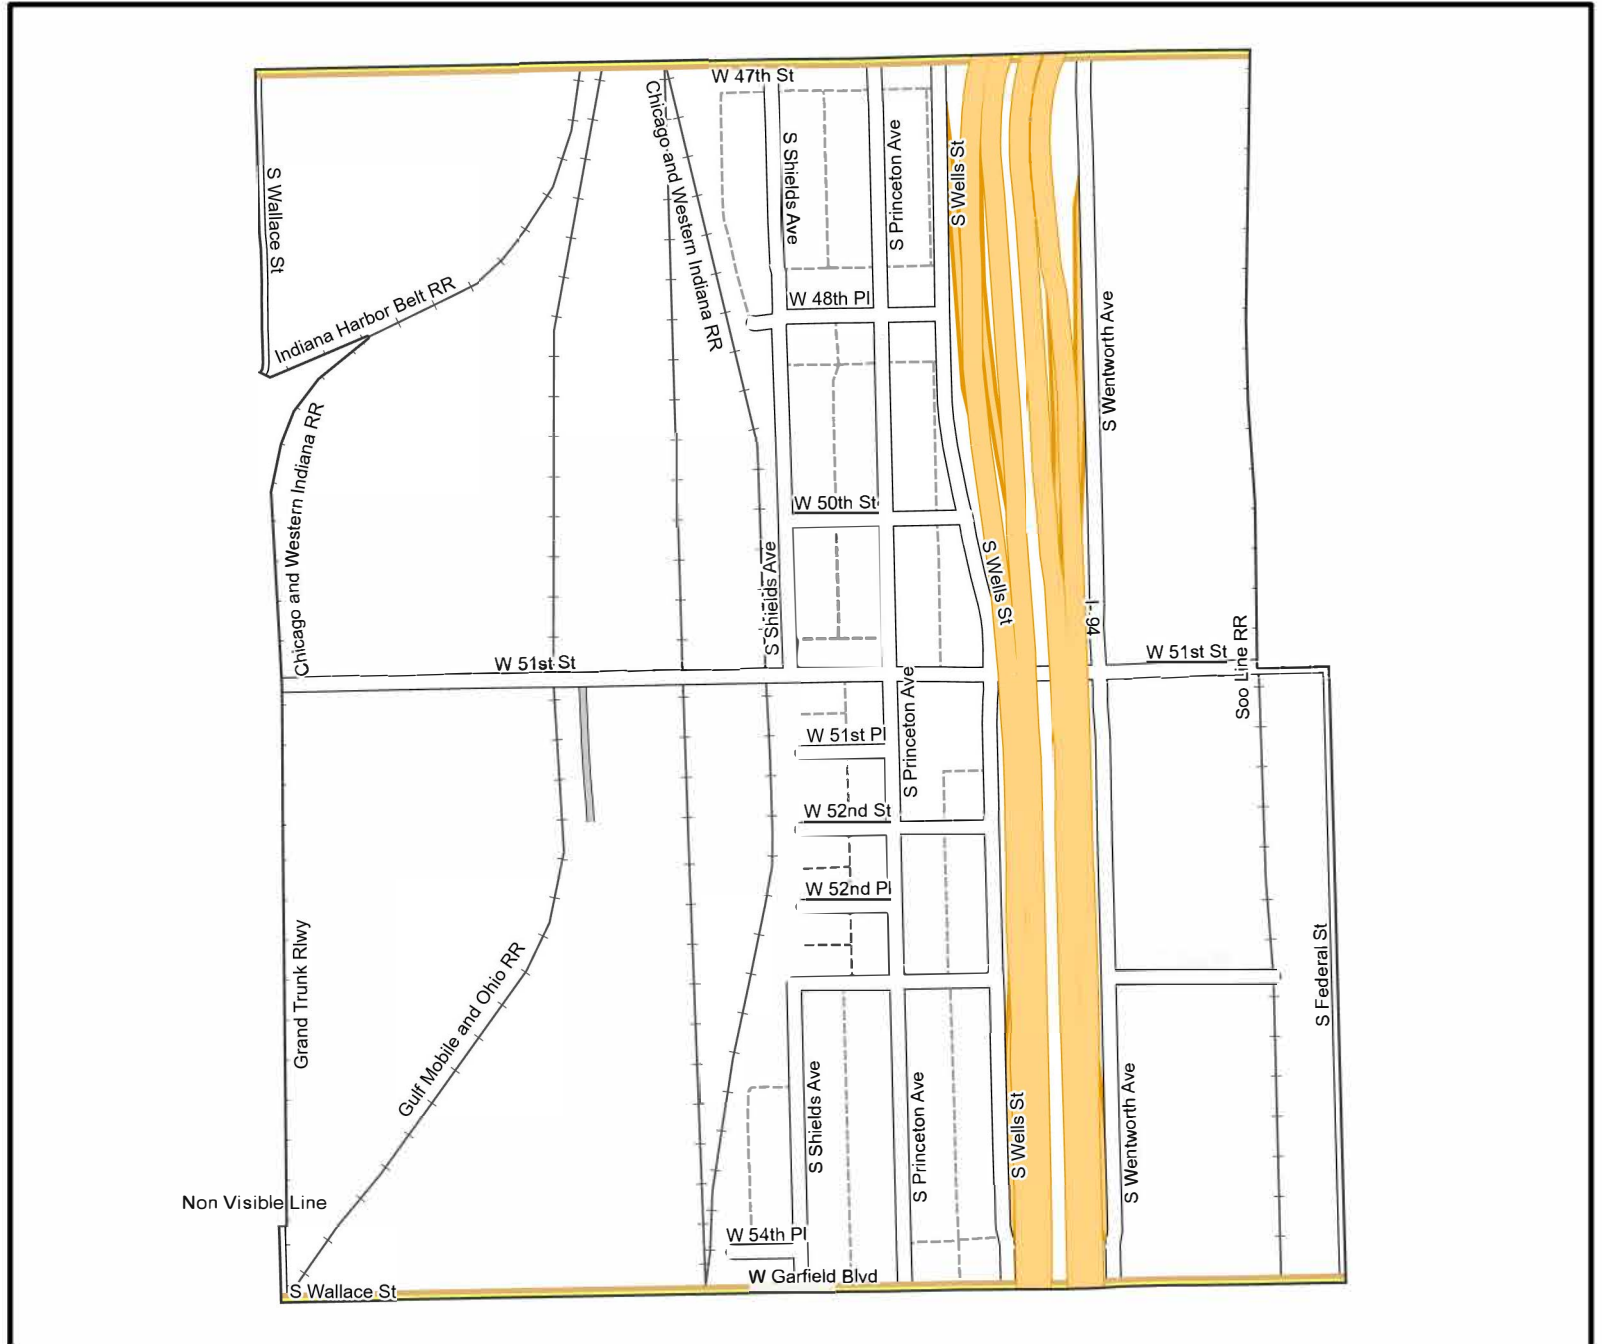 W 47th St
S Wallace St
Chicago and Western Indiana RR
S Shields Ave
S Princeton Ave
S Wells St
Indiana Harbor Belt RR
W 48th Pl
S Wentworth Ave
Chicago and Western Indiana RR
W 50th St
S Shields Ave
S Wells St
I- 94
W 51st St
W 51st St
Soo Line RR
S Princeton Ave
W 51st Pl
W 52nd St
W 52nd Pl
Grand Trunk Rlwy
Gulf Mobile and Ohio RR
S Federal St
S Shields Ave
S Princeton Ave
S Wells St
S Wentworth Ave
Non Visible Line
W 54th Pl
W Garfield Blvd
S Wallace St